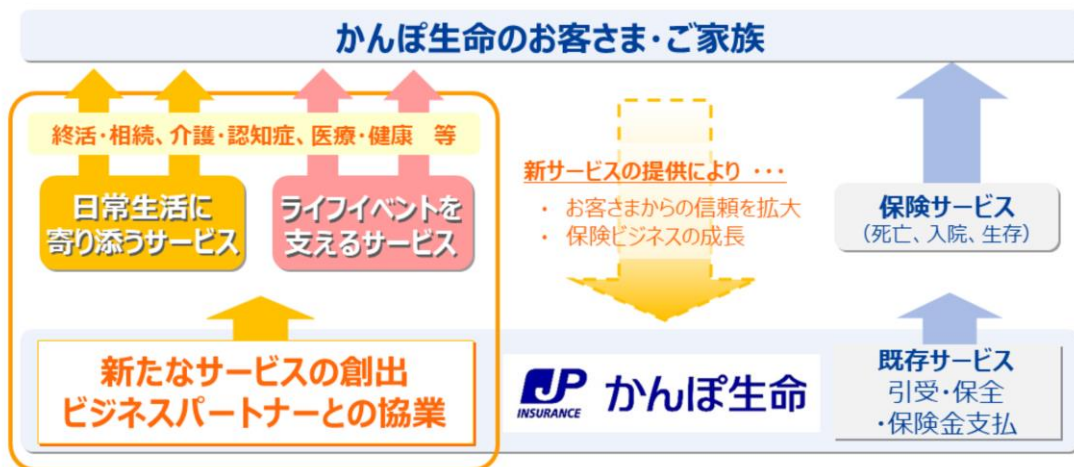 かんぽ生命のお客さま・ご家族
終活・相続、介護・認知症、医療・健康　等
日常生活に
寄り添うサービス
ライフイベントを
支えるサービス
新サービスの提供により ・・・
・ お客さまからの信頼を拡大
・ 保険ビジネスの成長
保険サービス
(死亡、入院、生存)
新たなサービスの創出
ビジネスパートナーとの協業
JP
INSURANCE
かんぽ生命
既存サービス
引受・保全
・保険金支払